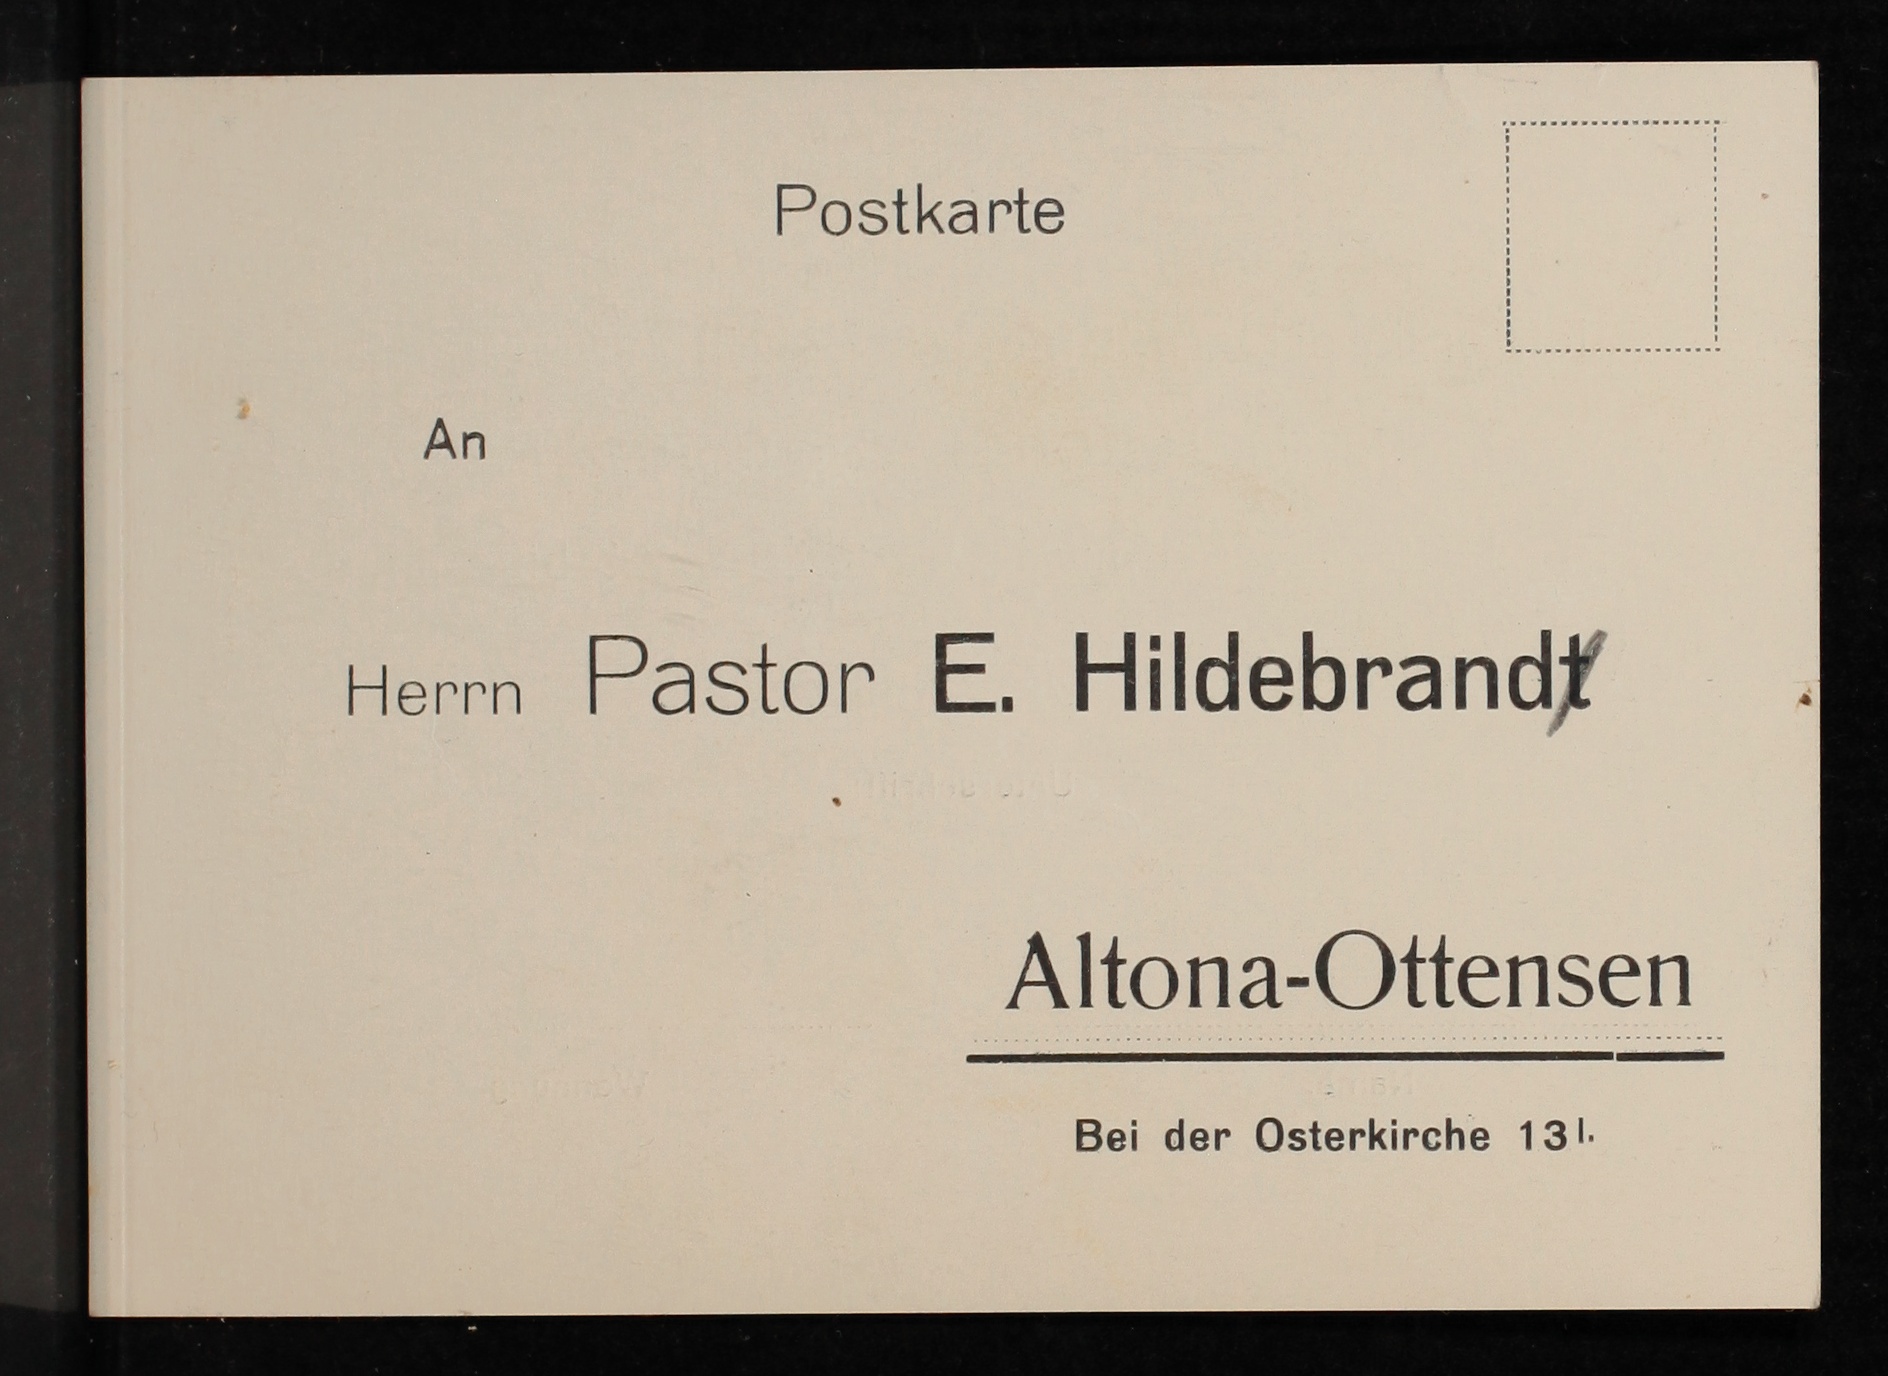 Postkarte
An
Herrn Pastor E. Hildebrandt
Altona-Ottensen
Bei der Osterkirche 13 I.